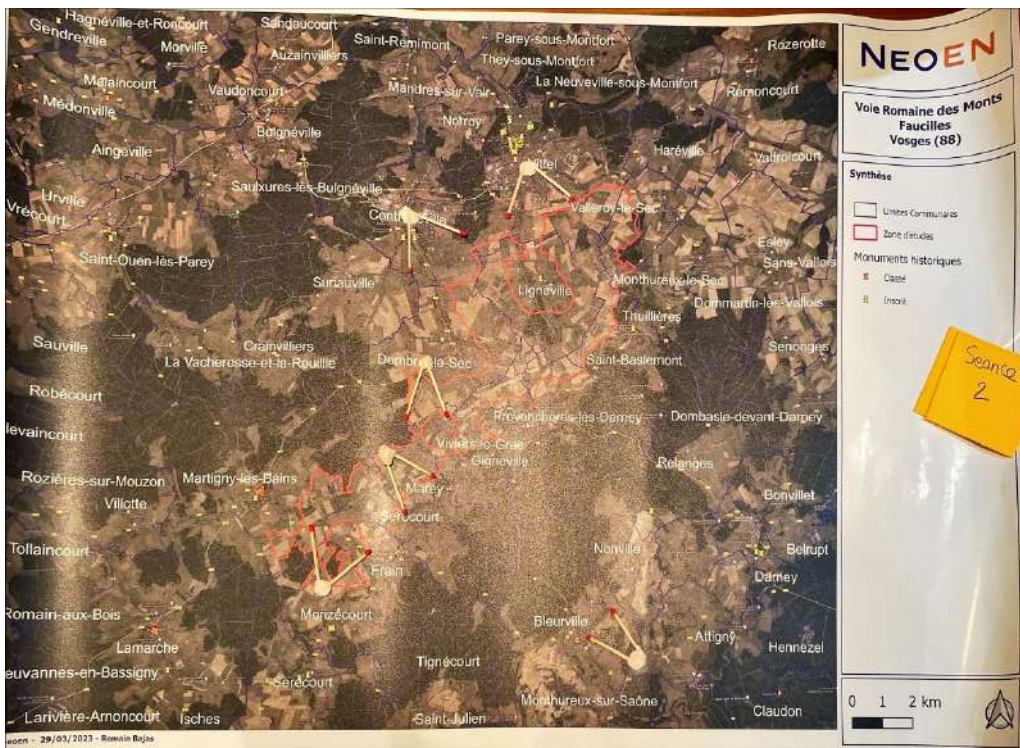 Hagnéville-et-Roncourt
Sandaucourt
Gendreville
Morville
Saint-Remimont
Parey-sous-Montfort
Rozerotte
Auzainvilliers
They-sous-Montfort
Malaincourt
Vaudoncourt
Mandres-sur-Vair
La Neuveville-sous-Montfort
Remoncourt
Médonville
Norroy
Bulgnéville
Aingeville
Vittel
Haréville
Valfroicourt
Saulxures-lès-Bulgnéville
Urville
Vrécourt
Valleroy-le-Sec
Saint-Ouen-lès-Parey
Esley
Sans-Vallois
Suriauville
Lignéville
Monthureux-le-Sec
Dommartin-lès-Vallois
Thuillières
Sauville
Crainvilliers
Senonges
La Vacheresse-et-la-Rouillie
Saint-Baslemont
Robécourt
Provenchères-lès-Darney
Dombasle-devant-Darney
levaincourt
Viviers-le-Gras
Gignéville
Relanges
Rozières-sur-Mouzon
Martigny-les-Bains
Marey
Villotte
Bonvillet
Serocourt
Tollaincourt
Nonville
Belrupt
Frain
Darney
Romain-aux-Bois
Morizécourt
Bleurville
Attigny
Lamarche
Hennezel
Tignécourt
euvannes-en-Bassigny
Serécourt
Monthureux-sur-Saône
Claudon
Larivière-Arnoncourt
Isches
Saint-Julien
eoen - 29/03/2023 - Romain Bajas
NEOEN
Voie Romaine des Monts
Faucilles
Vosges (88)
Synthèse
Limites Communales
Zone d'études
Monuments historiques
Classé
Inscrit
Seance
2
0 1 2 km